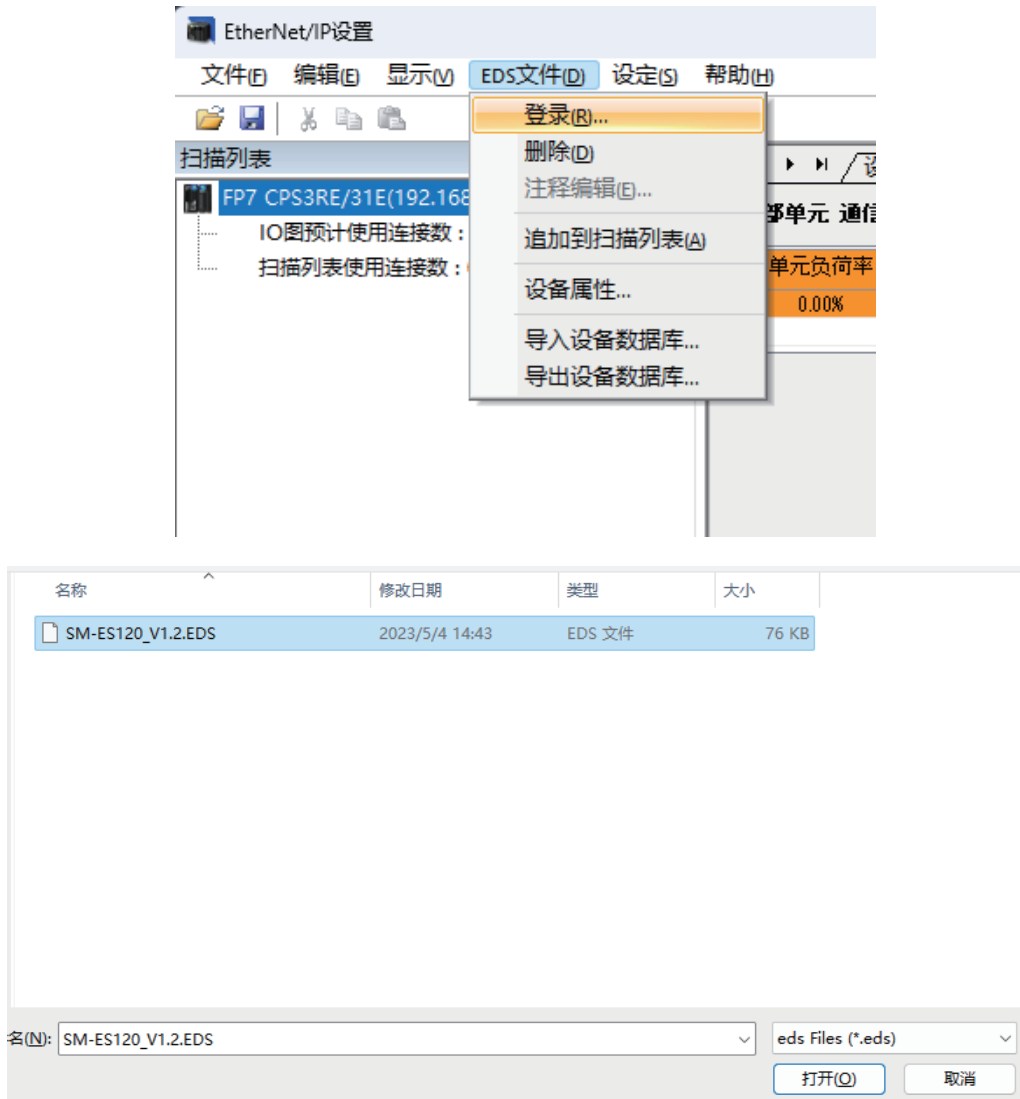 EtherNet/IP设置
文件(F) 编辑(E) 显示(V) EDS文件(D) 设定(S) 帮助(H)
登录(R)...
删除(D)
注释编辑(E)...
追加到扫描列表(A)
设备属性...
导入设备数据库...
导出设备数据库...
扫描列表
FP7 CPS3RE/31E(192.168
IO图预计使用连接数：
扫描列表使用连接数：
部单元 通信
单元负荷率
0.00%
名称 修改日期 类型 大小
SM-ES120_V1.2.EDS 2023/5/4 14:43 EDS 文件 76 KB
名(N): SM-ES120_V1.2.EDS eds Files (*.eds)
打开(O) 取消